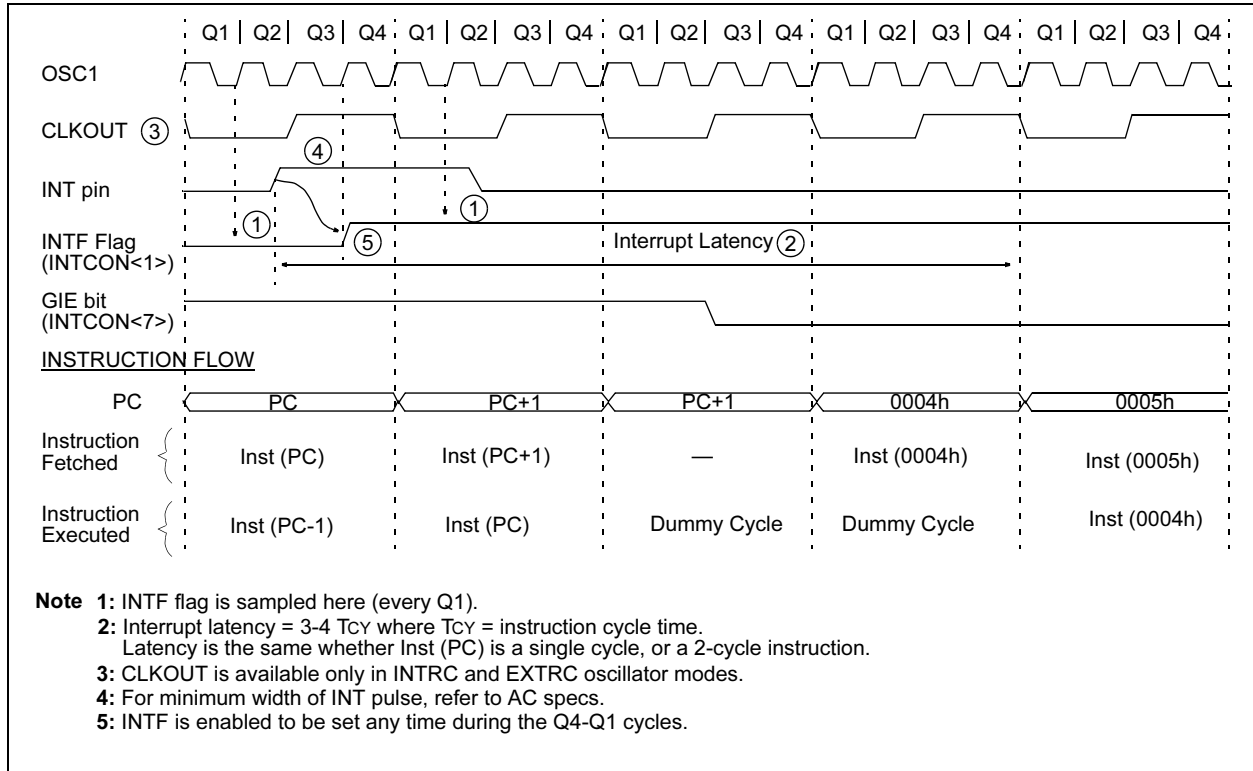 Q1 | Q2 | Q3 | Q4 Q1 | Q2 | Q3 | Q4 Q1 | Q2 | Q3 | Q4 Q1 | Q2 | Q3 | Q4 Q1 | Q2 | Q3 | Q4
OSC1
CLKOUT 3
4
INT pin
1 1
INTF Flag
(INTCON<1>)
5 Interrupt Latency 2
GIE bit
(INTCON<7>)
INSTRUCTION FLOW
PC PC PC+1 PC+1 0004h 0005h
Instruction
Fetched
Inst (PC) Inst (PC+1) — Inst (0004h) Inst (0005h)
Instruction
Executed
Inst (PC-1) Inst (PC) Dummy Cycle Dummy Cycle Inst (0004h)
Note 1: INTF flag is sampled here (every Q1).
2: Interrupt latency = 3-4 TCY where TCY = instruction cycle time.
Latency is the same whether Inst (PC) is a single cycle, or a 2-cycle instruction.
3: CLKOUT is available only in INTRC and EXTRC oscillator modes.
4: For minimum width of INT pulse, refer to AC specs.
5: INTF is enabled to be set any time during the Q4-Q1 cycles.